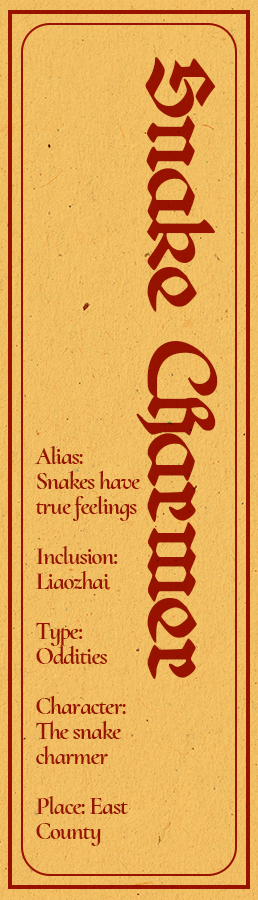 Snake Charmer
Alias:
Snakes have
true feelings
Inclusion:
Liaozhai
Type:
Oddities
Character:
The snake
charmer
Place: East
County